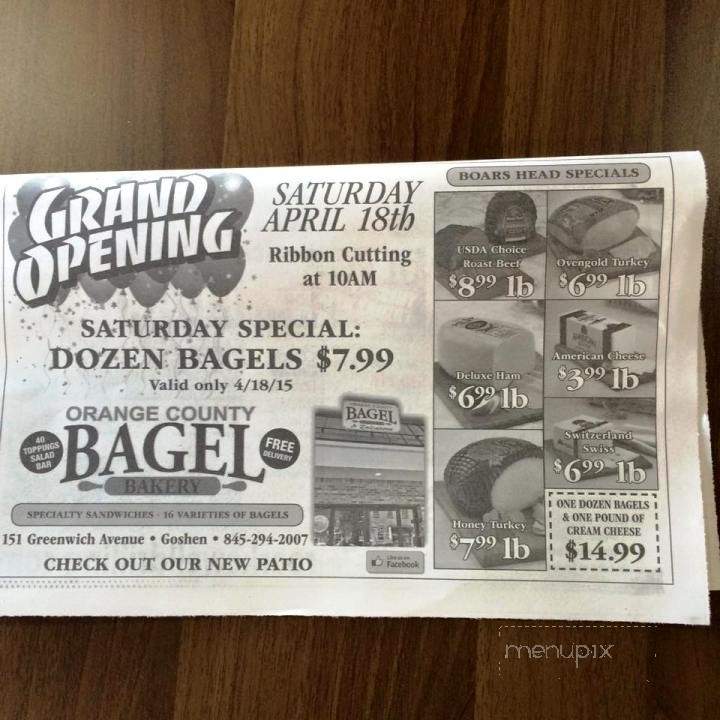 GRAND
OPENING
SATURDAY
APRIL 18th
Ribbon Cutting
at 10AM
SATURDAY SPECIAL:
DOZEN BAGELS $7.99
Valid only 4/18/15
ORANGE COUNTY
BAGEL
BAKERY
40
TOPPINGS
SALAD
BAR
FREE
DELIVERY
SPECIALTY SANDWICHES · 16 VARIETIES OF BAGELS
151 Greenwich Avenue • Goshen • 845-294-2007
CHECK OUT OUR NEW PATIO
BAGEL
Like us on
Facebook
BOARS HEAD SPECIALS
USDA Choice
Roast Beef
$8.99 lb
Ovengold Turkey
$6.99 lb
Deluxe Ham
$6.99 lb
American Cheese
$3.99 lb
Switzerland
Swiss
$6.99 lb
Honey Turkey
$7.99 lb
ONE DOZEN BAGELS
& ONE POUND OF
CREAM CHEESE
$14.99
menupix